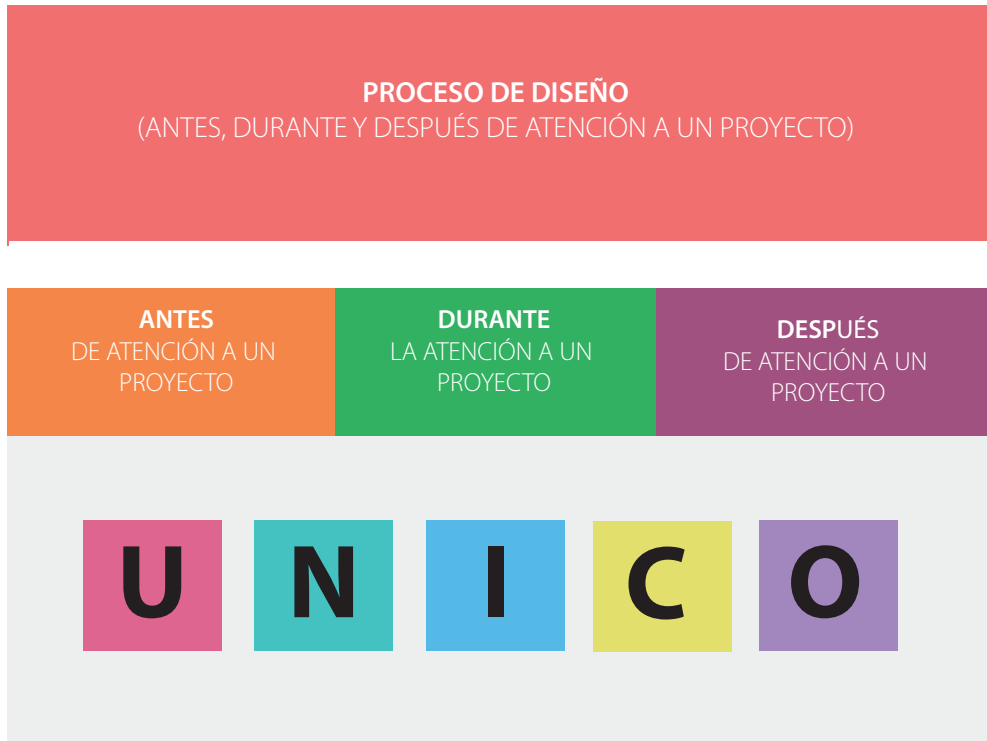 PROCESO DE DISEÑO
(ANTES, DURANTE Y DESPUÉS DE ATENCIÓN A UN PROYECTO)
ANTES
DE ATENCIÓN A UN
PROYECTO
DURANTE
LA ATENCIÓN A UN
PROYECTO
DESPUÉS
DE ATENCIÓN A UN
PROYECTO
U N I C O